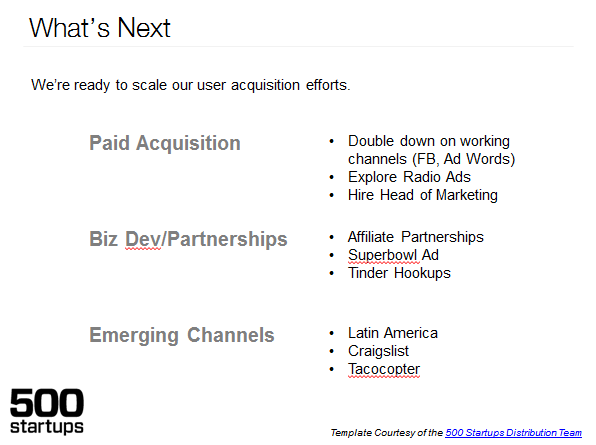 What's Next
We're ready to scale our user acquisition efforts.
Paid Acquisition
• Double down on working
channels (FB, Ad Words)
• Explore Radio Ads
• Hire Head of Marketing
Biz Dev/Partnerships
• Affiliate Partnerships
• Superbowl Ad
• Tinder Hookups
Emerging Channels
• Latin America
• Craigslist
• Tacocopter
500
startups
Template Courtesy of the 500 Startups Distribution Team